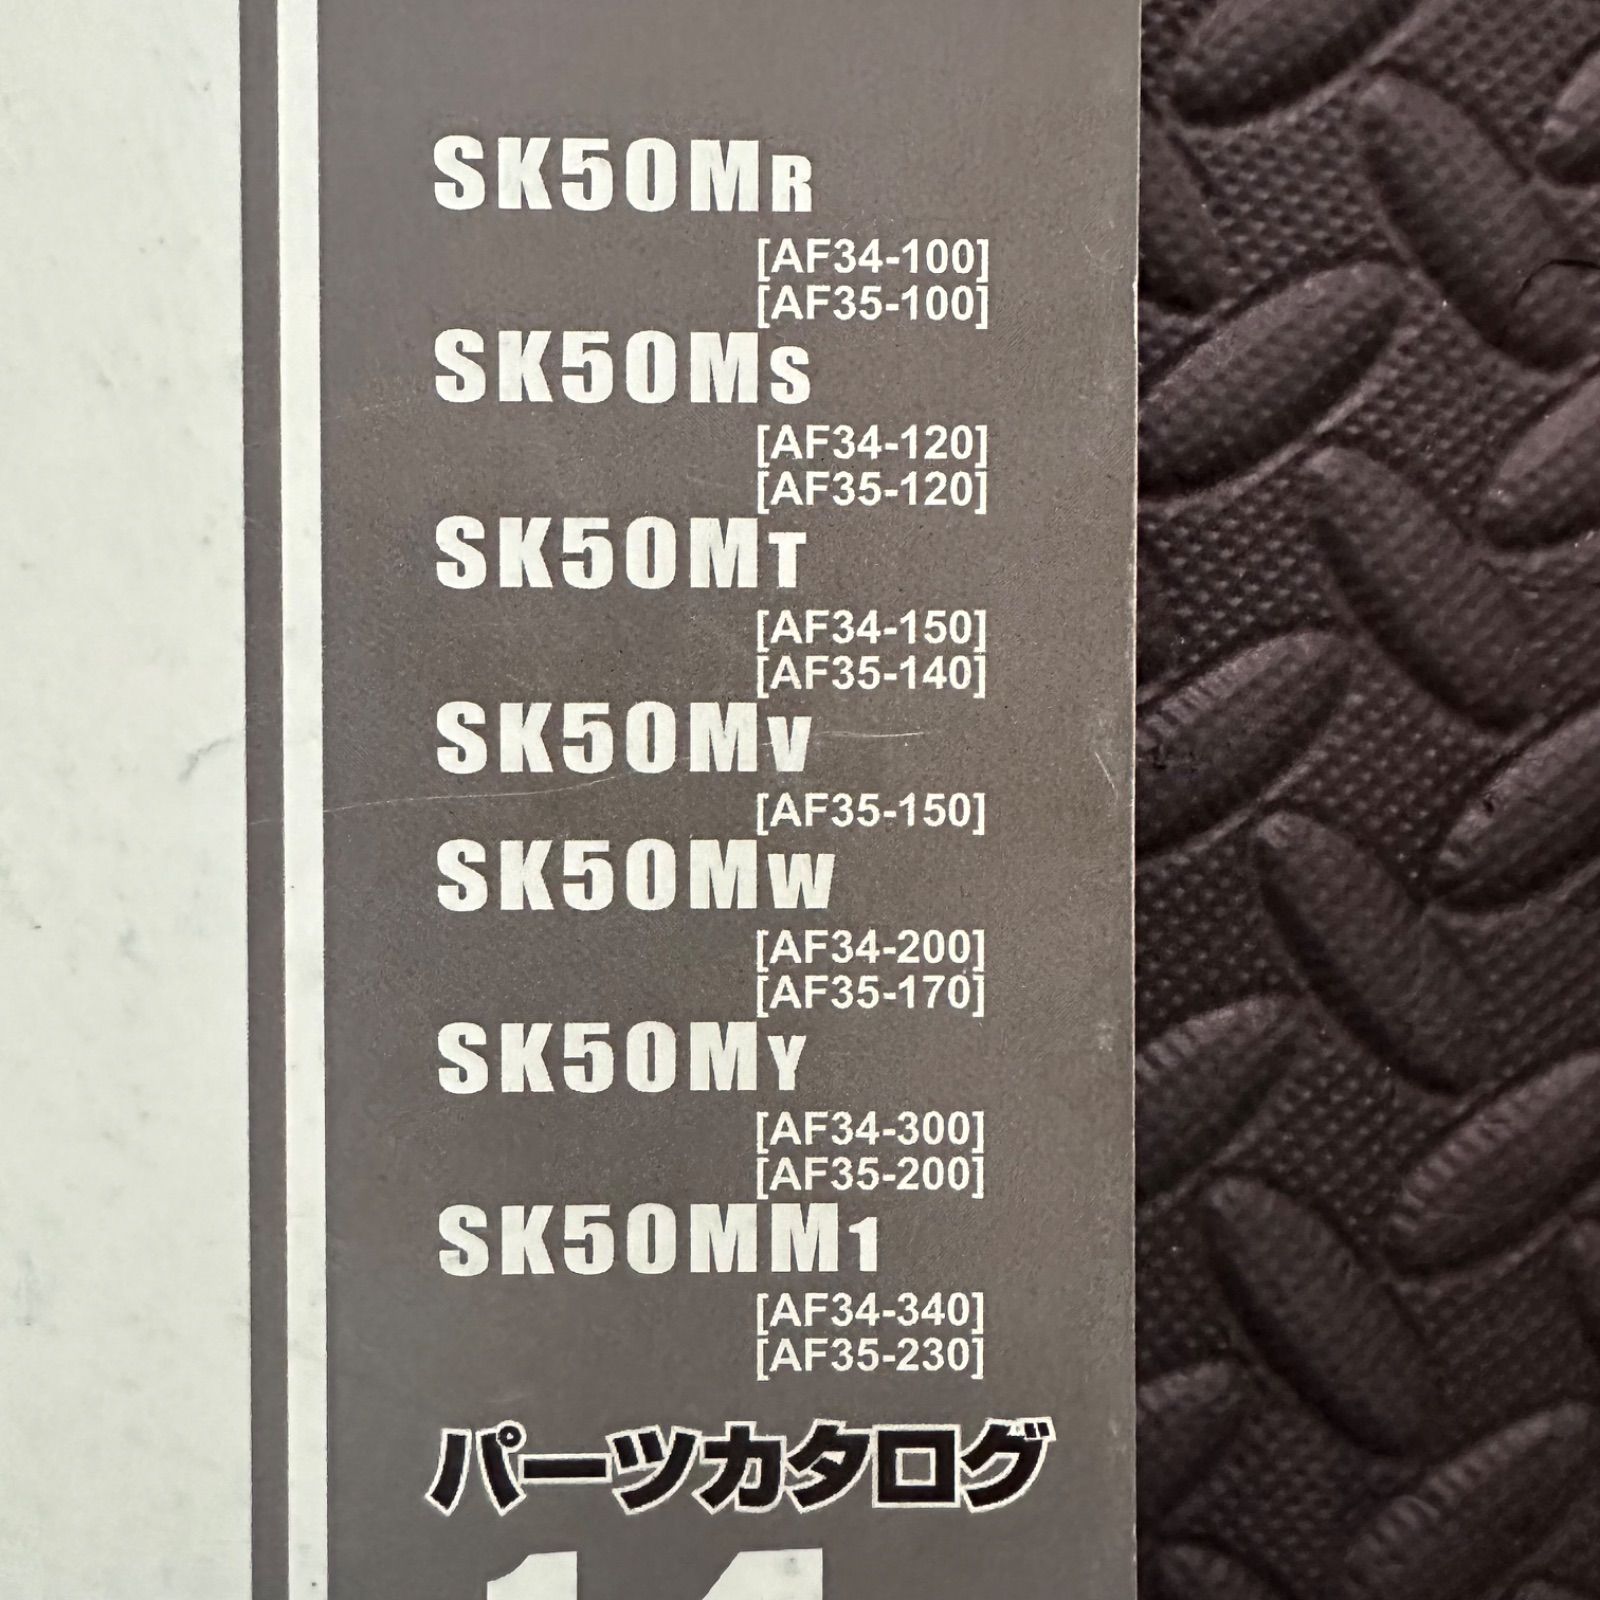 SK50MR
[AF34-100]
[AF35-100]
SK50MS
[AF34-120]
[AF35-120]
SK50MT
[AF34-150]
[AF35-140]
SK50MV
[AF35-150]
SK50MW
[AF34-200]
[AF35-170]
SK50MY
[AF34-300]
[AF35-200]
SK50MM1
[AF34-340]
[AF35-230]
パーツカタログ